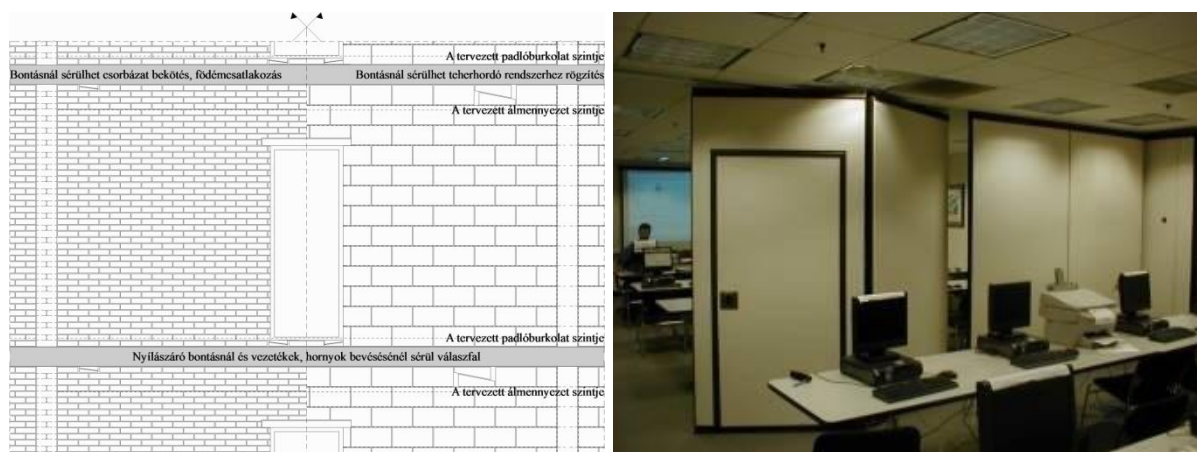 A tervezett padlóburkolat szintje
Bontásnál sérülhet csorbázat bekötés, födémcsatlakozás
Bontásnál sérülhet teherhordó rendszerhez rögzítés
A tervezett álmennyezet szintje
A tervezett padlóburkolat szintje
Nyílászáró bontásnál és vezetékek, hornyok bevésésénél sérül válaszfal
A tervezett álmennyezet szintje